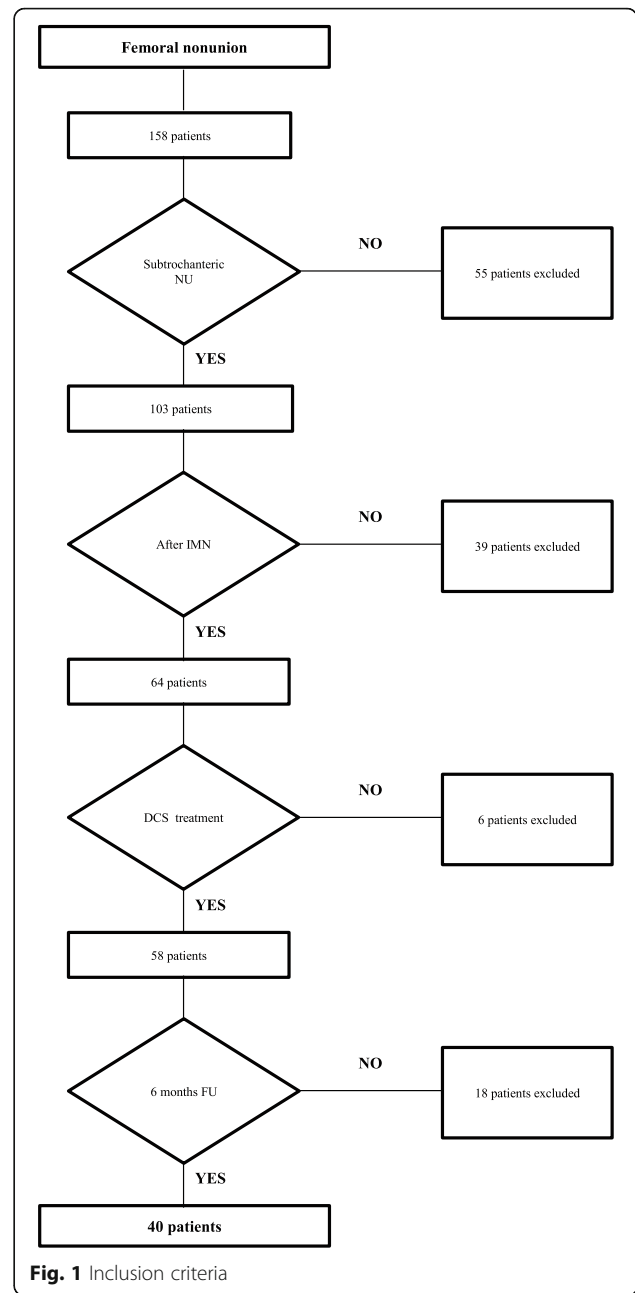 Femoral nonunion
158 patients
Subtrochanteric
NU
NO
55 patients excluded
YES
103 patients
After IMN
NO
39 patients excluded
YES
64 patients
DCS treatment
NO
6 patients excluded
YES
58 patients
6 months FU
NO
18 patients excluded
YES
40 patients
Fig. 1 Inclusion criteria